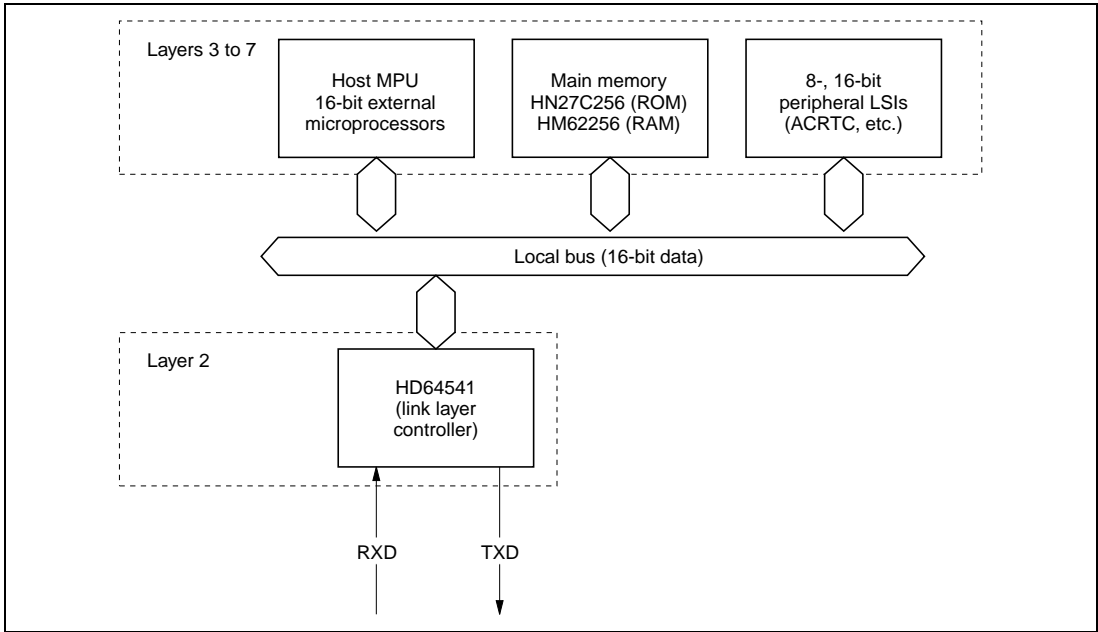 Layers 3 to 7
Host MPU
16-bit external
microprocessors
Main memory
HN27C256 (ROM)
HM62256 (RAM)
8-, 16-bit
peripheral LSIs
(ACRTC, etc.)
Local bus (16-bit data)
Layer 2
HD64541
(link layer
controller)
RXD
TXD